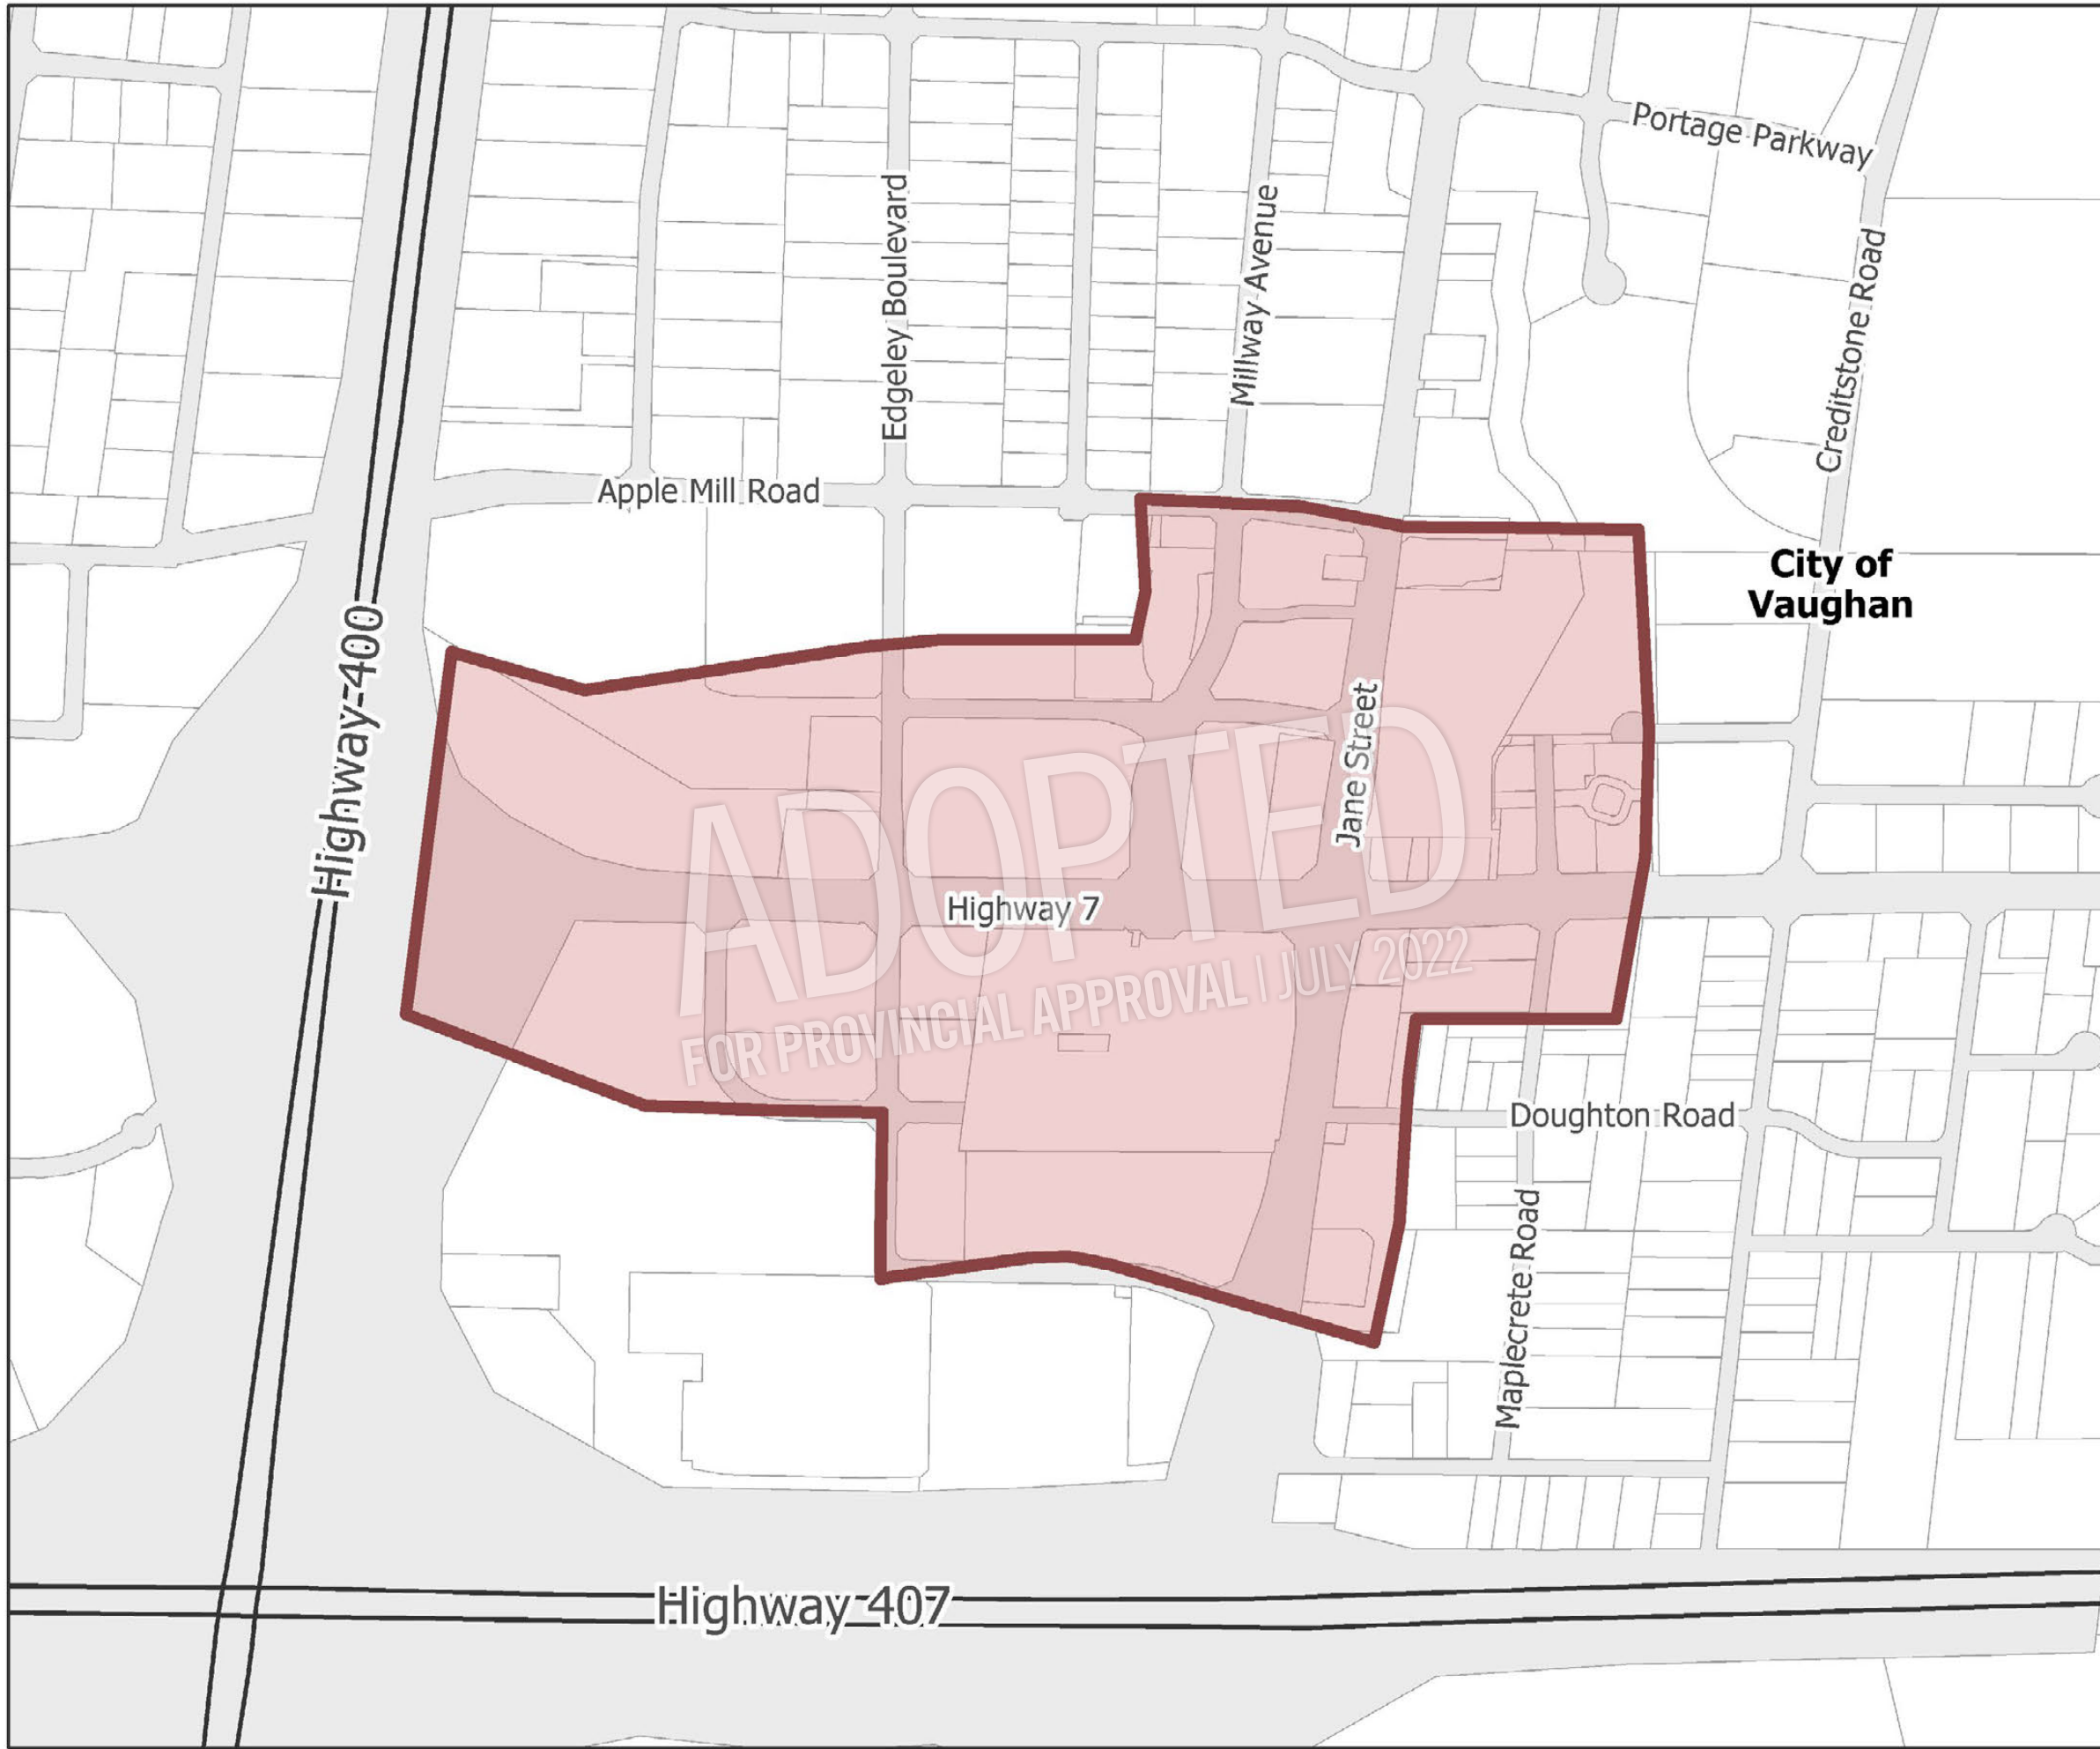 Portage Parkway
Edgeley Boulevard
Millway Avenue
Creditstone Road
Apple Mill Road
City of
Vaughan
Highway 400
Jane Street
ADOPTED
Highway 7
FOR PROVINCIAL APPROVAL | JULY 2022
Doughton Road
Maplecrete Road
Highway 407